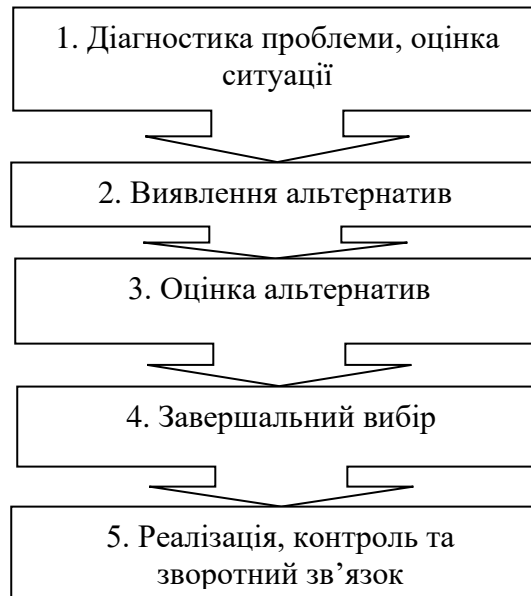 1. Діагностика проблеми, оцінка
ситуації
2. Виявлення альтернатив
3. Оцінка альтернатив
4. Завершальний вибір
5. Реалізація, контроль та
зворотний зв’язок